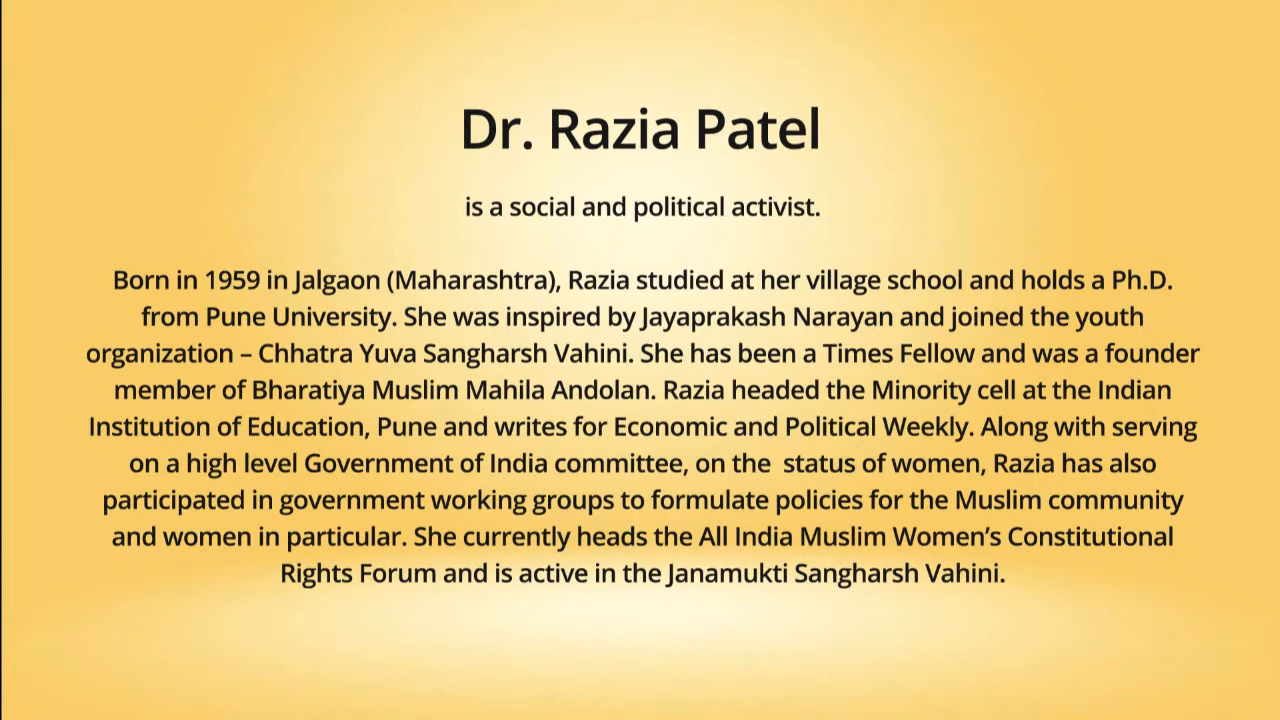 Dr. Razia Patel
is a social and political activist.
Born in 1959 in Jalgaon (Maharashtra), Razia studied at her village school and holds a Ph.D.
from Pune University. She was inspired by Jayaprakash Narayan and joined the youth
organization – Chhatra Yuva Sangharsh Vahini. She has been a Times Fellow and was a founder
member of Bharatiya Muslim Mahila Andolan. Razia headed the Minority cell at the Indian
Institution of Education, Pune and writes for Economic and Political Weekly. Along with serving
on a high level Government of India committee, on the  status of women, Razia has also
participated in government working groups to formulate policies for the Muslim community
and women in particular. She currently heads the All India Muslim Women’s Constitutional
Rights Forum and is active in the Janamukti Sangharsh Vahini.